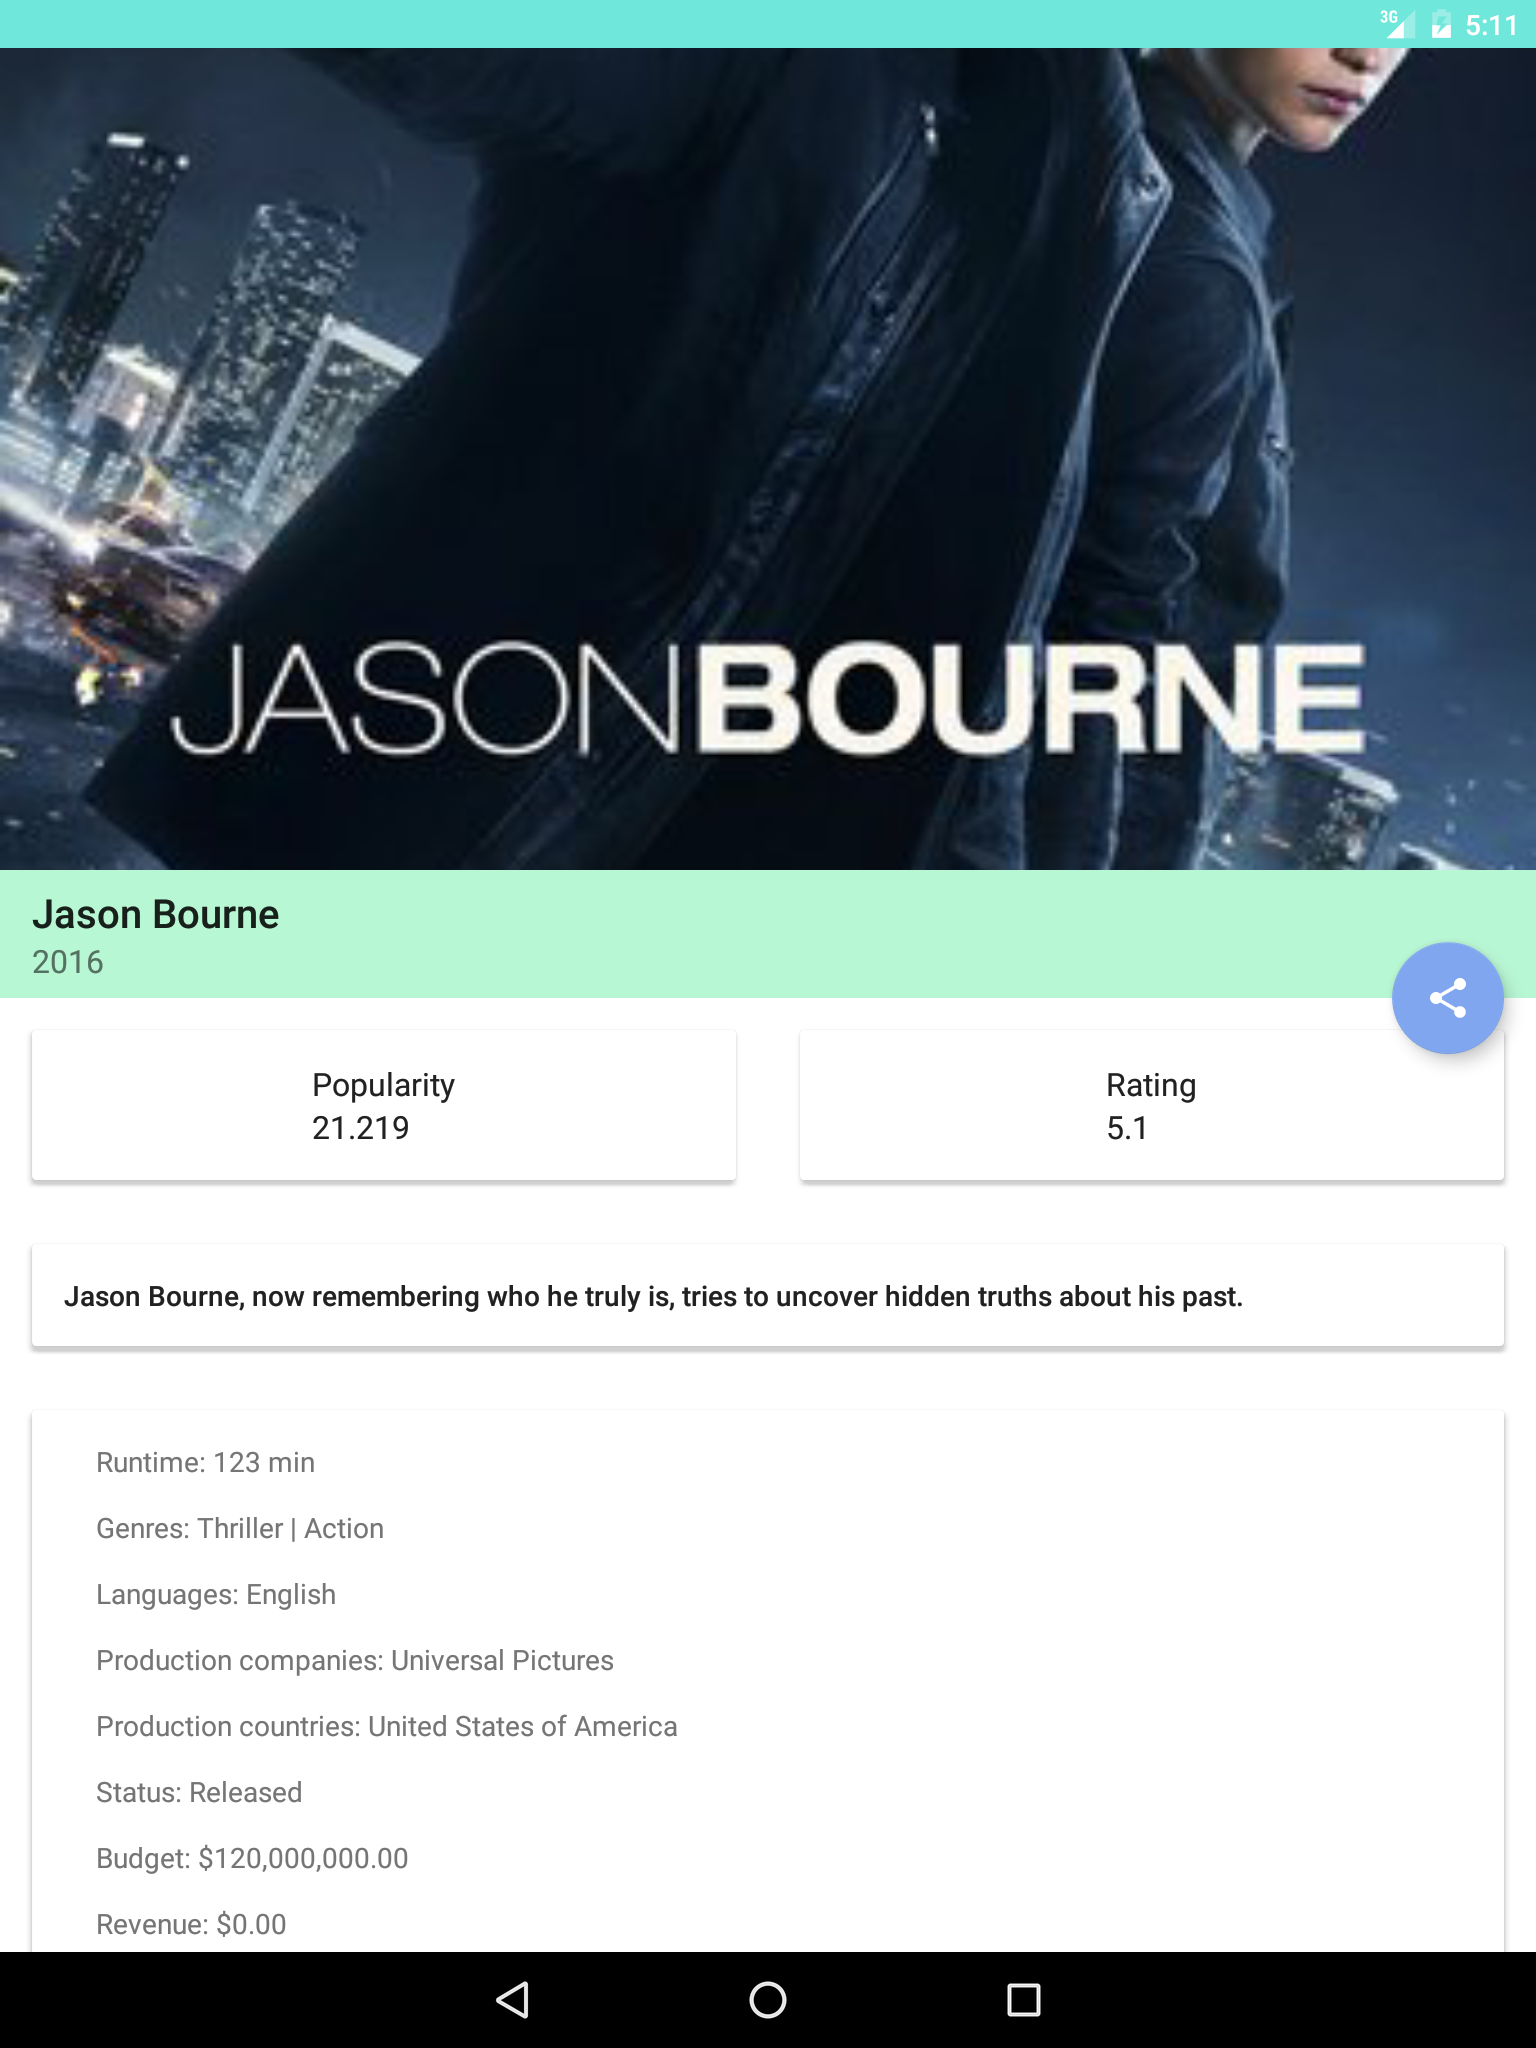 3G 5:11
JASONBOURNE
Jason Bourne
2016
Popularity
21.219
Rating
5.1
Jason Bourne, now remembering who he truly is, tries to uncover hidden truths about his past.
Runtime: 123 min
Genres: Thriller | Action
Languages: English
Production companies: Universal Pictures
Production countries: United States of America
Status: Released
Budget: $120,000,000.00
Revenue: $0.00